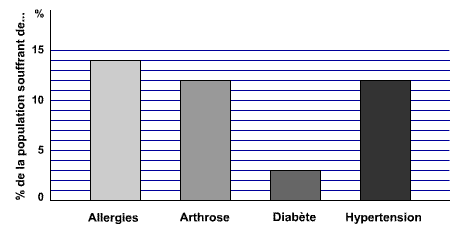 %
% de la population souffrant de...
15
10
5
0
Allergies
Arthrose
Diabète
Hypertension